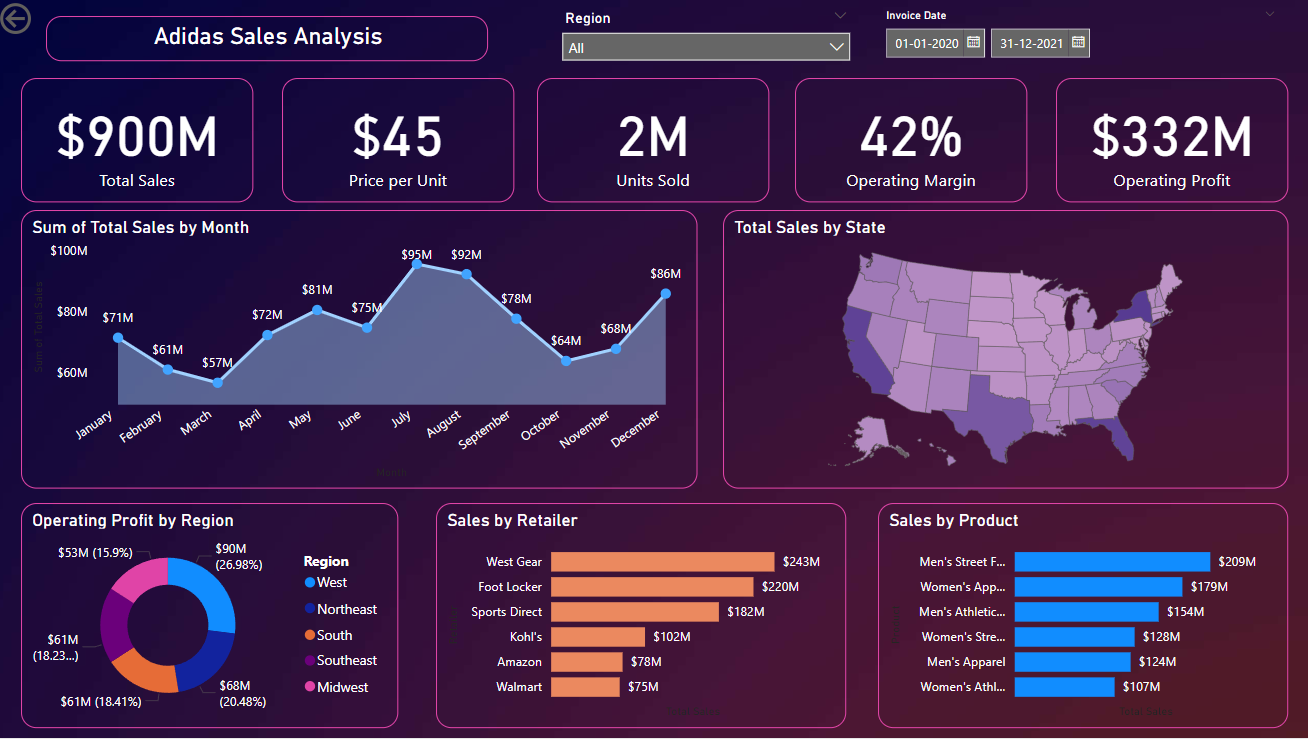 Adidas Sales Analysis
Region
All
Invoice Date
01-01-2020
31-12-2021
$900M
Total Sales
$45
Price per Unit
2M
Units Sold
42%
Operating Margin
$332M
Operating Profit
Sum of Total Sales by Month
Sum of Total Sales
$100M
$80M
$60M
$71M
$61M
$57M
$72M
$81M
$75M
$95M
$92M
$78M
$64M
$68M
$86M
January
February
March
April
May
June
July
August
September
October
November
December
Month
Total Sales by State
Operating Profit by Region
$53M (15.9%)
$90M
(26.98%)
$61M
(18.23...)
$61M (18.41%)
$68M
(20.48%)
Region
West
Northeast
South
Southeast
Midwest
Sales by Retailer
West Gear $243M
Foot Locker $220M
Sports Direct $182M
Kohl's $102M
Amazon $78M
Walmart $75M
Sales by Product
Men's Street F... $209M
Women's App... $179M
Men's Athletic... $154M
Women's Stre... $128M
Men's Apparel $124M
Women's Athl... $107M